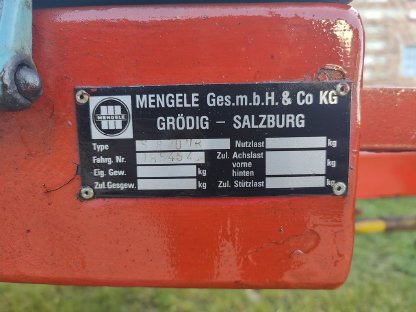 MENGELE Ges.m.b.H. & Co KG
MENGELE
GRÖDIG – SALZBURG
Type Nutzlast kg
Fahrg. Nr. Zul. Achslast
Eig. Gew. kg vorne kg
hinten kg
Zul. Gesgew. kg Zul. Stützlast kg